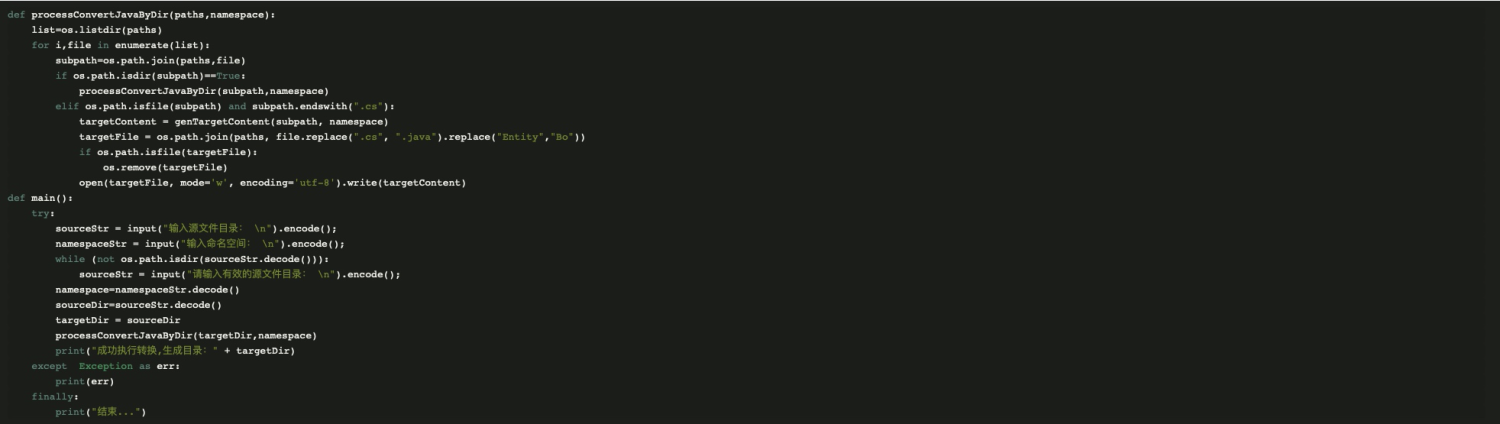 def processConvertJavaByDir(paths,namespace):
    list=os.listdir(paths)
    for i,file in enumerate(list):
        subpath=os.path.join(paths,file)
        if os.path.isdir(subpath)==True:
            processConvertJavaByDir(subpath,namespace)
        elif os.path.isfile(subpath) and subpath.endswith(".cs"):
            targetContent = genTargetContent(subpath, namespace)
            targetFile = os.path.join(paths, file.replace(".cs", ".java").replace("Entity","Bo"))
            if os.path.isfile(targetFile):
                os.remove(targetFile)
            open(targetFile, mode='w', encoding='utf-8').write(targetContent)
def main():
    try:
        sourceStr = input("输入源文件目录： \n").encode();
        namespaceStr = input("输入命名空间： \n").encode();
        while (not os.path.isdir(sourceStr.decode())):
            sourceStr = input("请输入有效的源文件目录： \n").encode();
        namespace=namespaceStr.decode()
        sourceDir=sourceStr.decode()
        targetDir = sourceDir
        processConvertJavaByDir(targetDir,namespace)
        print("成功执行转换,生成目录：" + targetDir)
    except  Exception as err:
        print(err)
    finally:
        print("结束...")